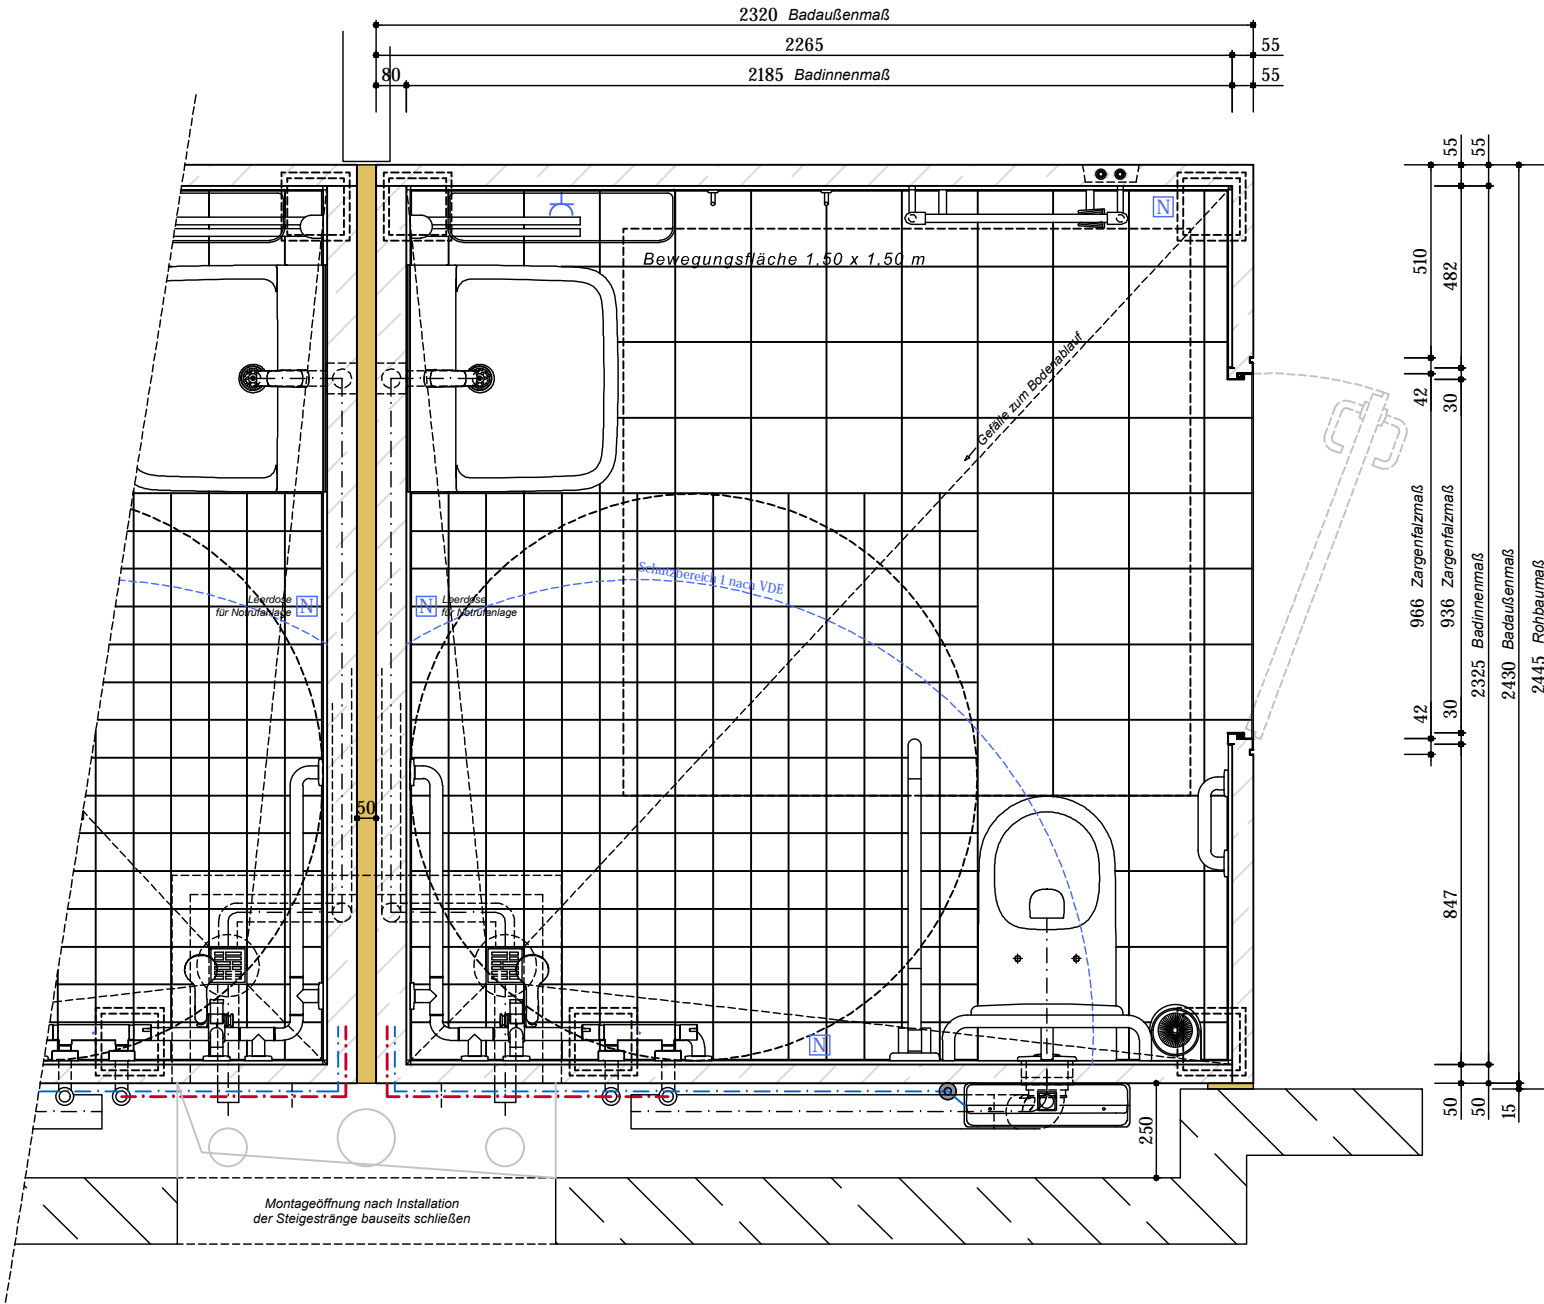 2320 Badaußenmaß
2265
55
80
2185 Badinnenmaß
55
55
55
N
Bewegungsfläche 1.50 x 1.50 m
510
482
Gefälle zum Bodenablauf
42
30
966 Zargenfalzmaß
936 Zargenfalzmaß
2325 Badinnenmaß
2430 Badaußenmaß
2445 Rohbaumaß
Schutzbereich 1 nach VDE
Leerdose
für Notrufanlage
N
N
Leerdose
für Notrufanlage
42
30
50
847
N
50
50
15
250
Montageöffnung nach Installation
der Steigestränge bauseits schließen